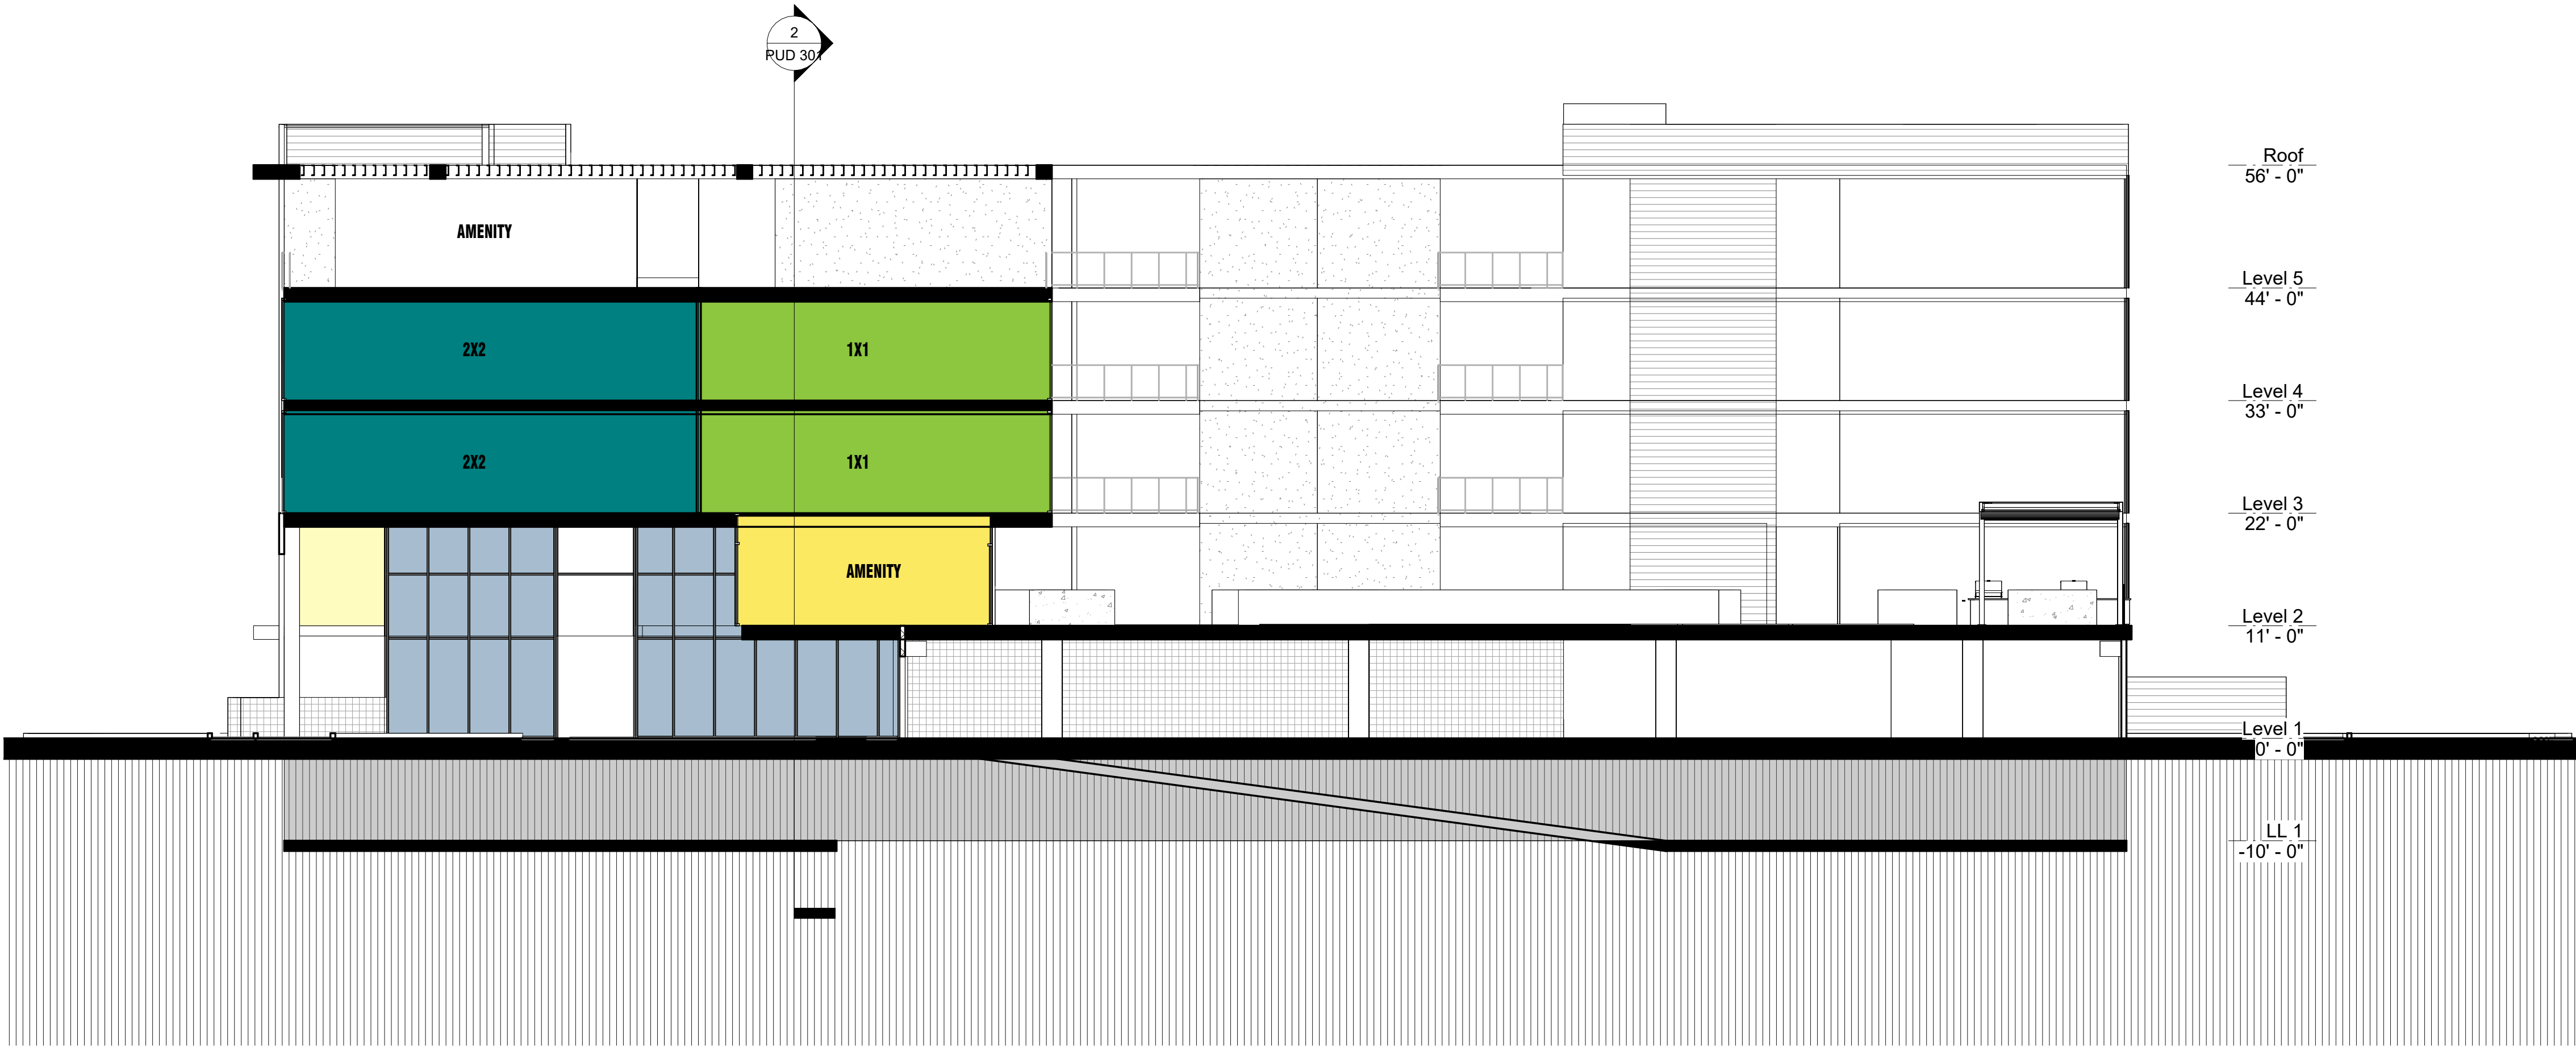 2
PUD 301
Roof
56' - 0"
AMENITY
Level 5
44' - 0"
2X2
1X1
Level 4
33' - 0"
2X2
1X1
Level 3
22' - 0"
AMENITY
Level 2
11' - 0"
Level 1
0' - 0"
LL 1
-10' - 0"